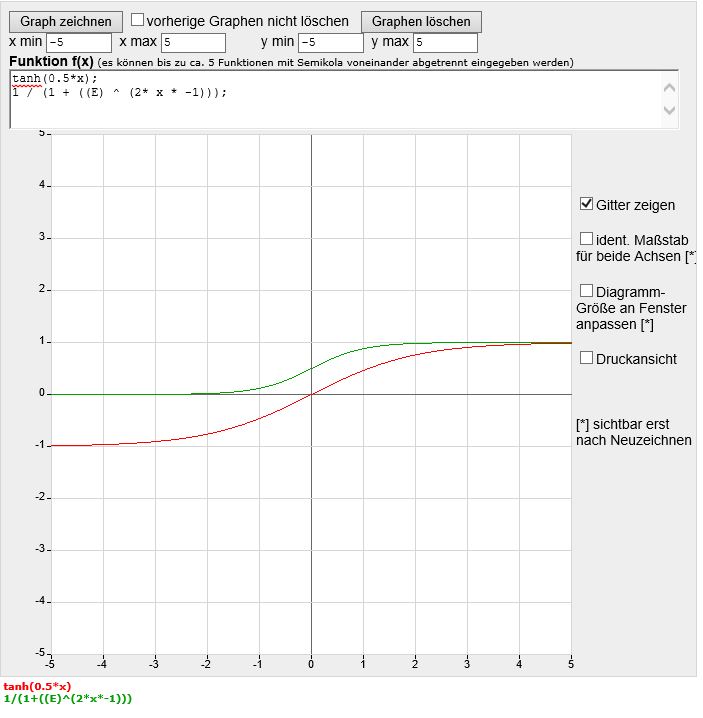 Graph zeichnen vorherige Graphen nicht löschen Graphen löschen
x min -5 x max 5 y min -5 y max 5
Funktion f(x) (es können bis zu ca. 5 Funktionen mit Semikola voneinander abgetrennt eingegeben werden)
tanh(0.5*x);
1 / (1 + ((E) ^ (2* x * -1)));
5
4
3
2
1
0
-1
-2
-3
-4
-5
-5 -4 -3 -2 -1 0 1 2 3 4 5
Gitter zeigen
ident. Maßstab
für beide Achsen [*]
Diagramm-
Größe an Fenster
anpassen [*]
Druckansicht
[*] sichtbar erst
nach Neuzeichnen
tanh(0.5*x)
1/(1+((E)^(2*x*-1)))